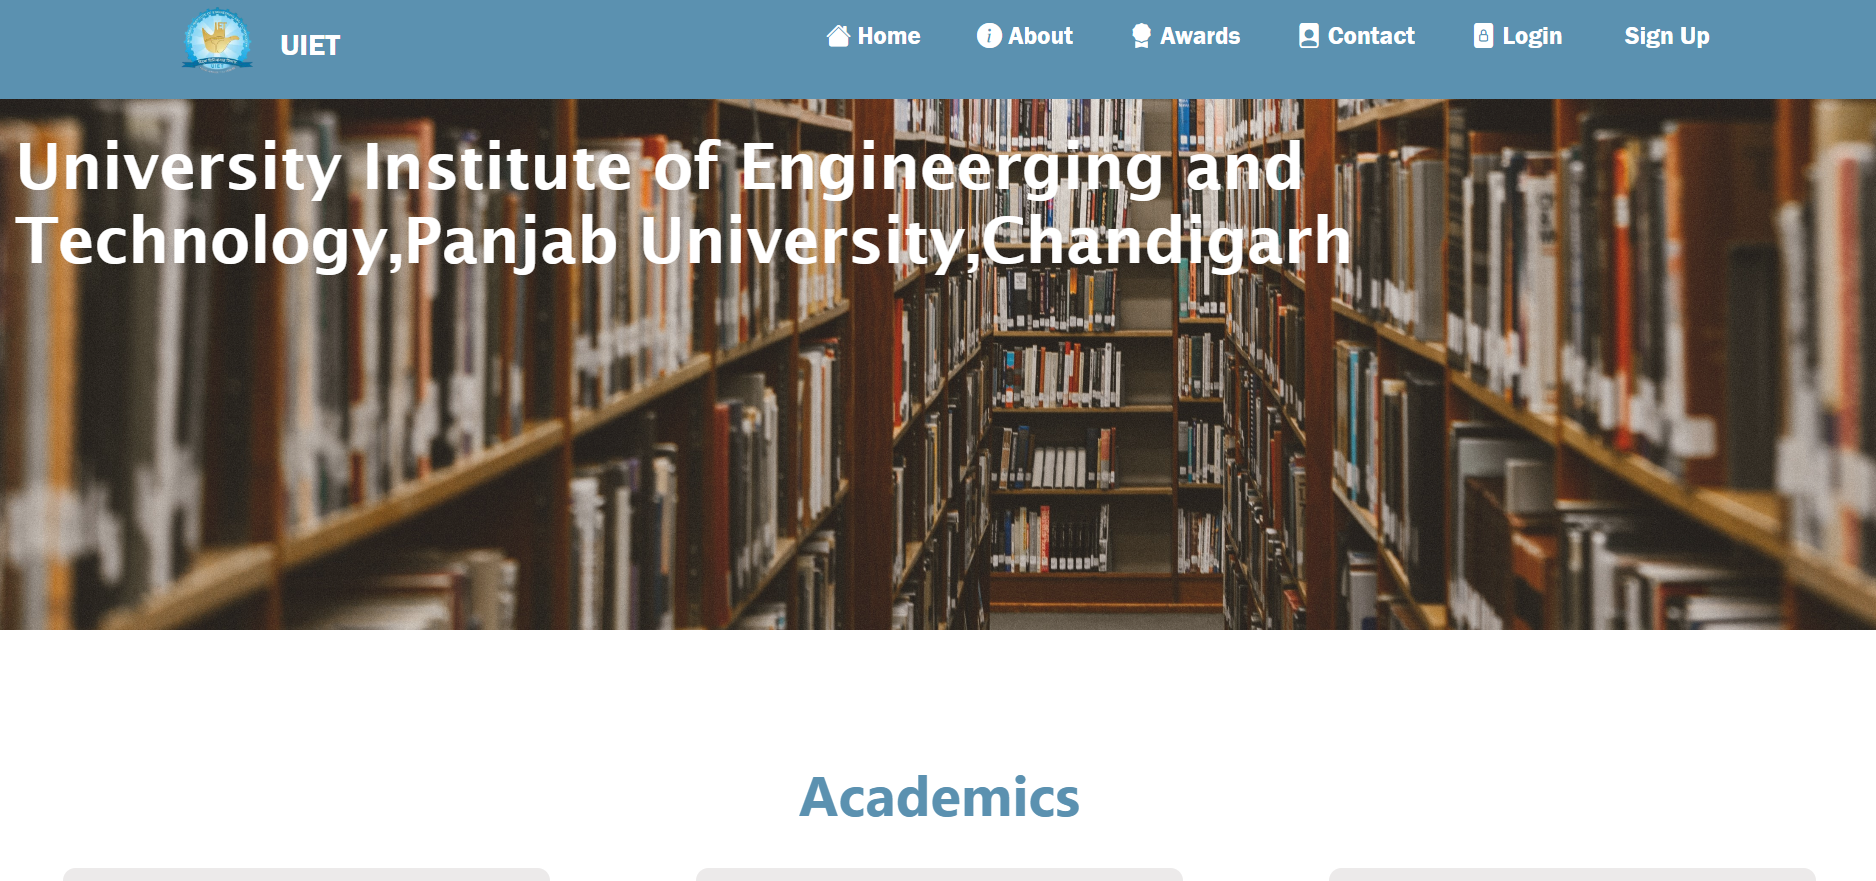 UIET
Home
About
Awards
Contact
Login
Sign Up
University Institute of Engineerging and
Technology,Panjab University,Chandigarh
Academics